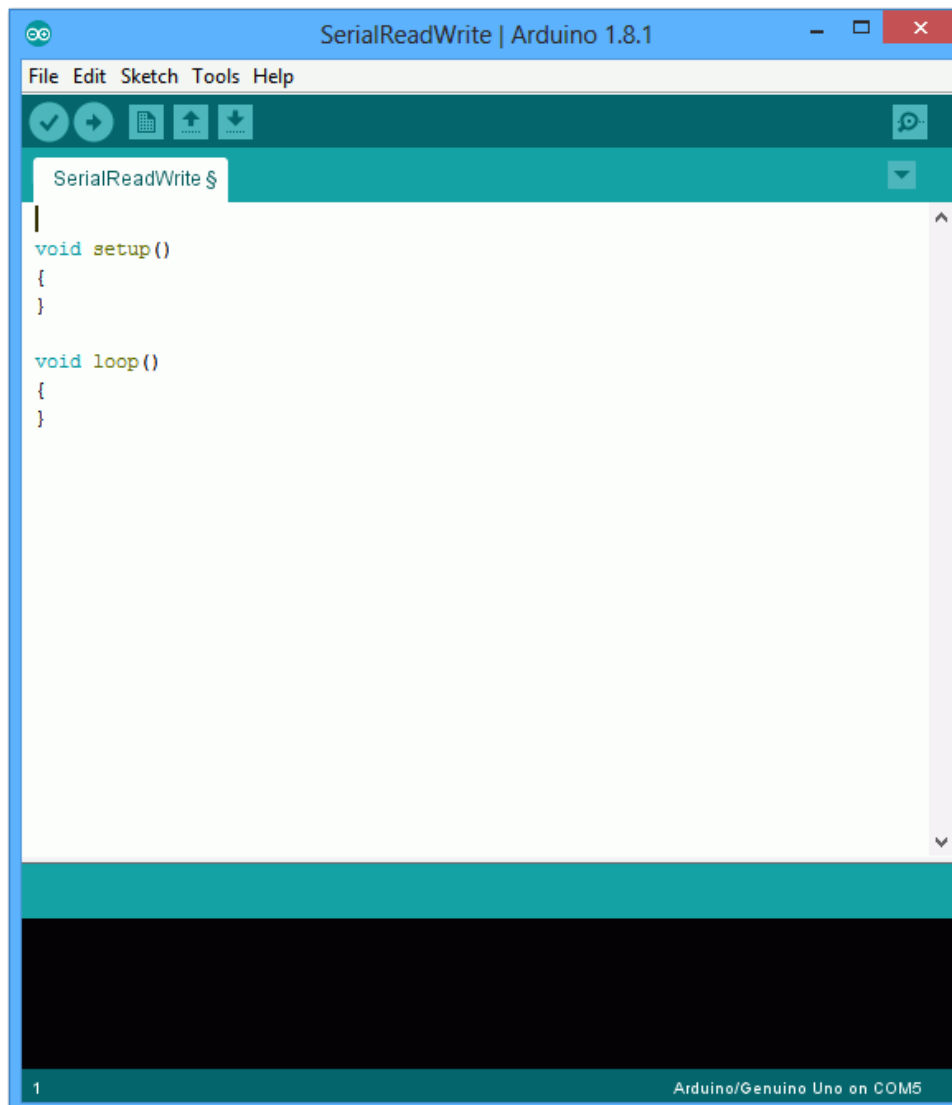 SerialReadWrite | Arduino 1.8.1
File Edit Sketch Tools Help
SerialReadWrite §
void setup()
{
}
void loop()
{
}
1
Arduino/Genuino Uno on COM5